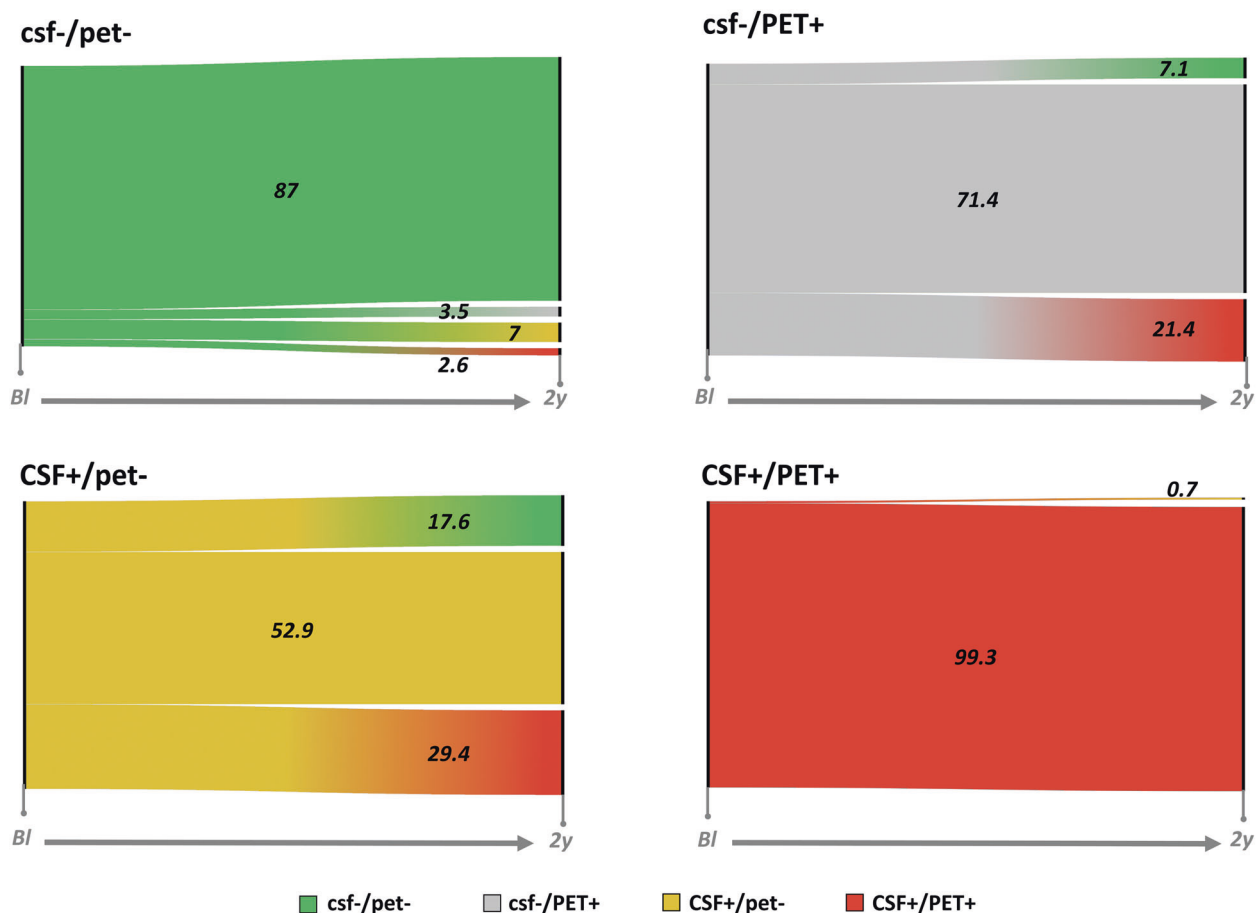 csf-/pet-
87
3.5
7
2.6
Bl
2y
csf-/PET+
7.1
71.4
21.4
Bl
2y
CSF+/pet-
17.6
52.9
29.4
Bl
2y
CSF+/PET+
0.7
99.3
Bl
2y
csf-/pet- csf-/PET+ CSF+/pet- CSF+/PET+